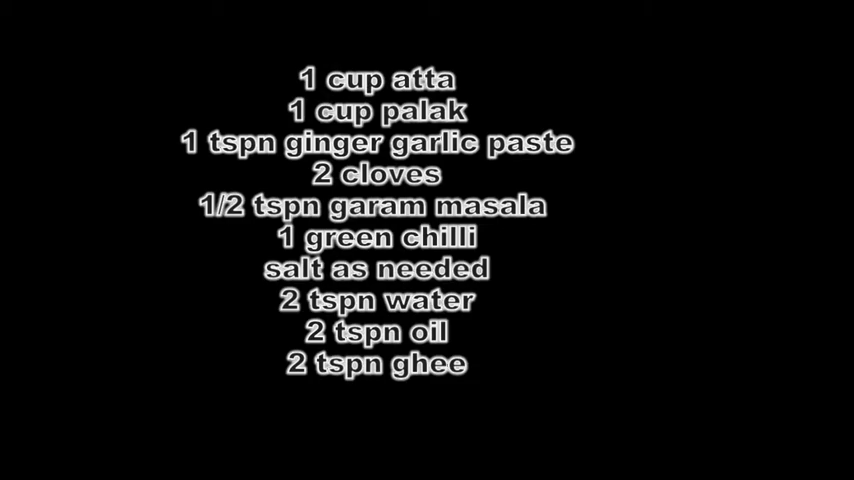 1 cup atta
1 cup palak
1 tspn ginger garlic paste
2 cloves
1/2 tspn garam masala
1 green chilli
salt as needed
2 tspn water
2 tspn oil
2 tspn ghee